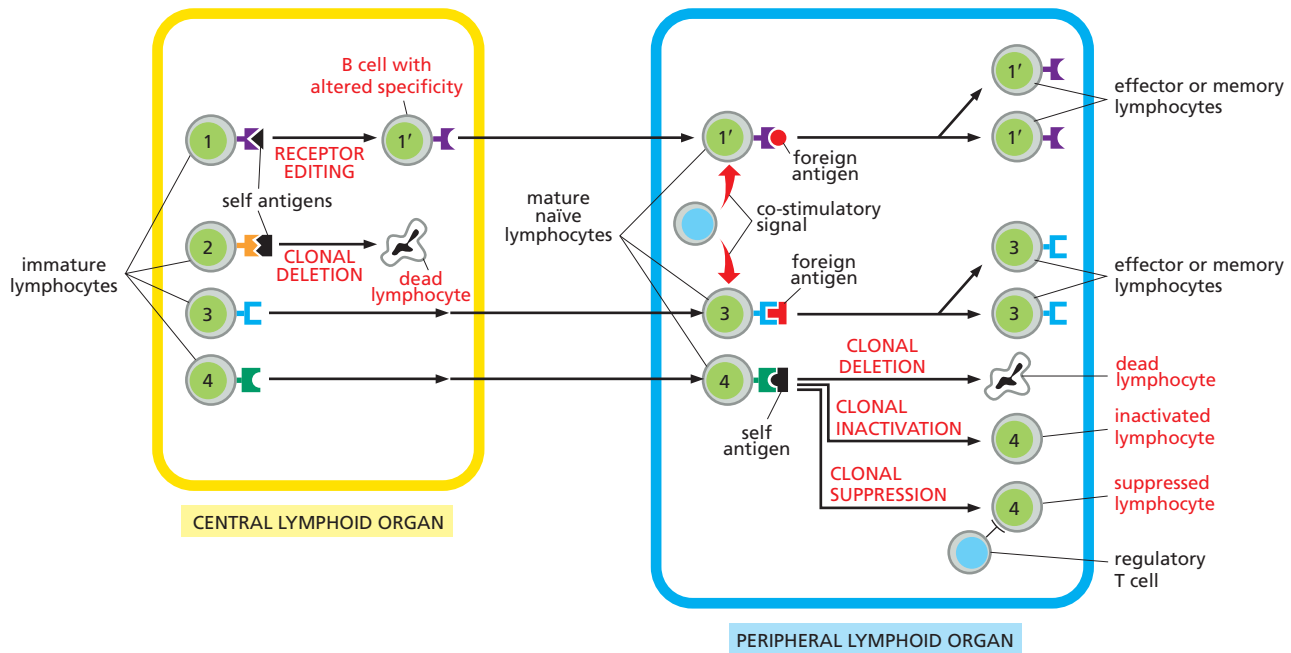 B cell with
altered specificity
1
RECEPTOR
EDITING
1′
self antigens
2
CLONAL
DELETION
dead
lymphocyte
immature
lymphocytes
3
4
CENTRAL LYMPHOID ORGAN
1′
foreign
antigen
mature
naïve
lymphocytes
co-stimulatory
signal
foreign
antigen
3
4
self
antigen
1′
1′
effector or memory
lymphocytes
3
3
effector or memory
lymphocytes
CLONAL
DELETION
dead
lymphocyte
CLONAL
INACTIVATION
4
inactivated
lymphocyte
CLONAL
SUPPRESSION
4
suppressed
lymphocyte
regulatory
T cell
PERIPHERAL LYMPHOID ORGAN